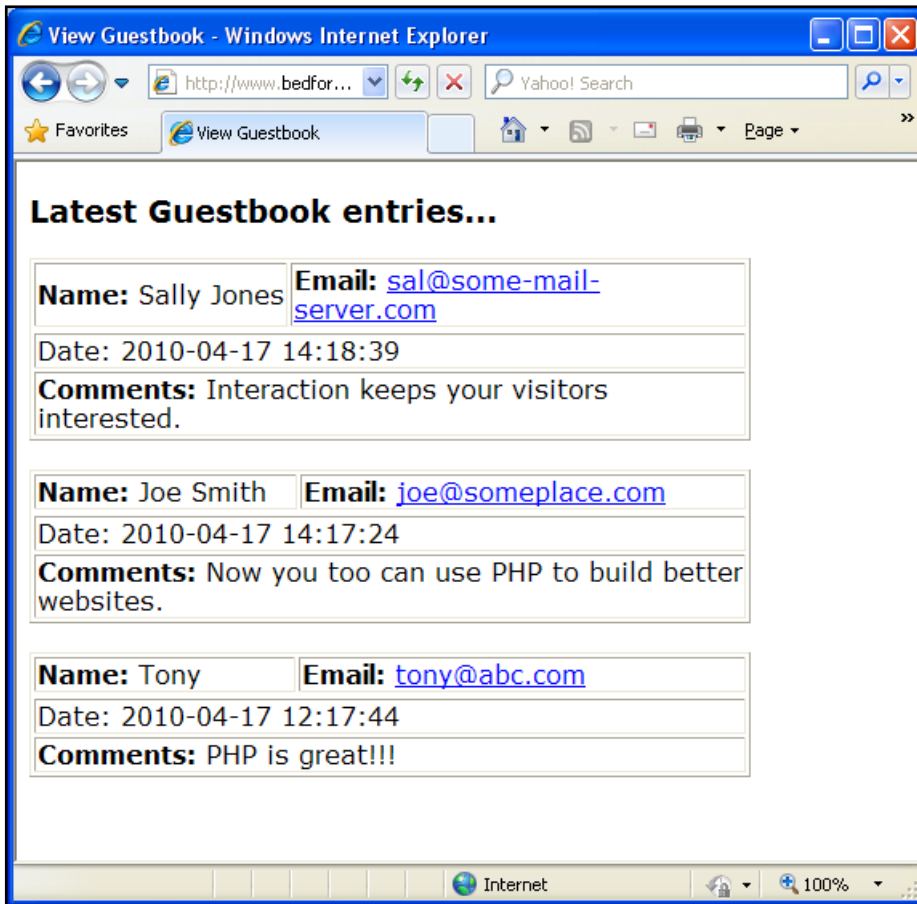 View Guestbook - Windows Internet Explorer
http://www.bedfor...
Yahoo! Search
Favorites
View Guestbook
Page
»
Latest Guestbook entries...
Name: Sally Jones
Email: sal@some-mail-
server.com
Date: 2010-04-17 14:18:39
Comments: Interaction keeps your visitors
interested.
Name: Joe Smith
Email: joe@someplace.com
Date: 2010-04-17 14:17:24
Comments: Now you too can use PHP to build better
websites.
Name: Tony
Email: tony@abc.com
Date: 2010-04-17 12:17:44
Comments: PHP is great!!!
Internet
100%